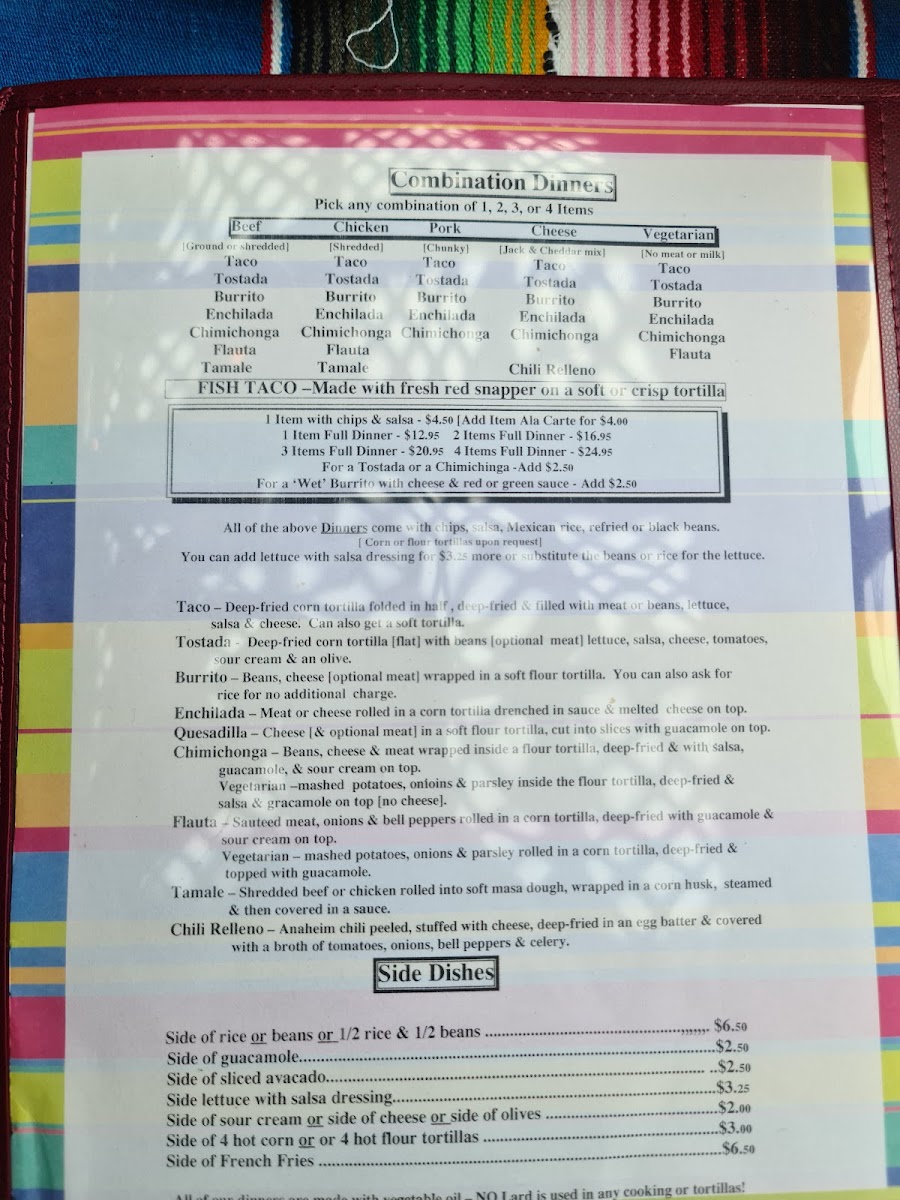 Combination Dinners
Pick any combination of 1, 2, 3, or 4 Items
Beef Chicken Pork Cheese Vegetarian
[Ground or shredded] [Shredded] [Chunky] [Jack & Cheddar mix] [No meat or milk]
Taco Taco Taco Taco Taco
Tostada Tostada Tostada Tostada Tostada
Burrito Burrito Burrito Burrito Burrito
Enchilada Enchilada Enchilada Enchilada Enchilada
Chimichonga Chimichonga Chimichonga Chimichonga Chimichonga
Flauta Flauta Flauta
Tamale Tamale Chili Relleno
FISH TACO –Made with fresh red snapper on a soft or crisp tortilla
1 Item with chips & salsa - $4.50 [Add Item Ala Carte for $4.00
1 Item Full Dinner - $12.95 2 Items Full Dinner - $16.95
3 Items Full Dinner - $20.95 4 Items Full Dinner - $24.95
For a Tostada or a Chimichinga -Add $2.50
For a ‘Wet’ Burrito with cheese & red or green sauce - Add $2.50
All of the above Dinners come with chips, salsa, Mexican rice, refried or black beans.
[ Corn or flour tortillas upon request]
You can add lettuce with salsa dressing for $3.25 more or substitute the beans or rice for the lettuce.
Taco – Deep-fried corn tortilla folded in half , deep-fried & filled with meat or beans, lettuce,
salsa & cheese. Can also get a soft tortilla.
Tostada - Deep-fried corn tortilla [flat] with beans [optional meat] lettuce, salsa, cheese, tomatoes,
sour cream & an olive.
Burrito – Beans, cheese [optional meat] wrapped in a soft flour tortilla. You can also ask for
rice for no additional charge.
Enchilada – Meat or cheese rolled in a corn tortilla drenched in sauce & melted cheese on top.
Quesadilla – Cheese [& optional meat] in a soft flour tortilla, cut into slices with guacamole on top.
Chimichonga – Beans, cheese & meat wrapped inside a flour tortilla, deep-fried & with salsa,
guacamole, & sour cream on top.
Vegetarian –mashed potatoes, onioins & parsley inside the flour tortilla, deep-fried &
salsa & gracamole on top [no cheese].
Flauta – Sauteed meat, onions & bell peppers rolled in a corn tortilla, deep-fried with guacamole &
sour cream on top.
Vegetarian – mashed potatoes, onions & parsley rolled in a corn tortilla, deep-fried &
topped with guacamole.
Tamale – Shredded beef or chicken rolled into soft masa dough, wrapped in a corn husk, steamed
& then covered in a sauce.
Chili Relleno – Anaheim chili peeled, stuffed with cheese, deep-fried in an egg batter & covered
with a broth of tomatoes, onions, bell peppers & celery.
Side Dishes
Side of rice or beans or 1/2 rice & 1/2 beans ................ $6.50
Side of guacamole................ $2.50
Side of sliced avacado................ $2.50
Side lettuce with salsa dressing................ $3.25
Side of sour cream or side of cheese or side of olives ................ $2.00
Side of 4 hot corn or or 4 hot flour tortillas ................ $3.00
Side of French Fries ................ $6.50
All of our dinners are made with vegetable oil – NO Lard is used in any cooking or tortillas!